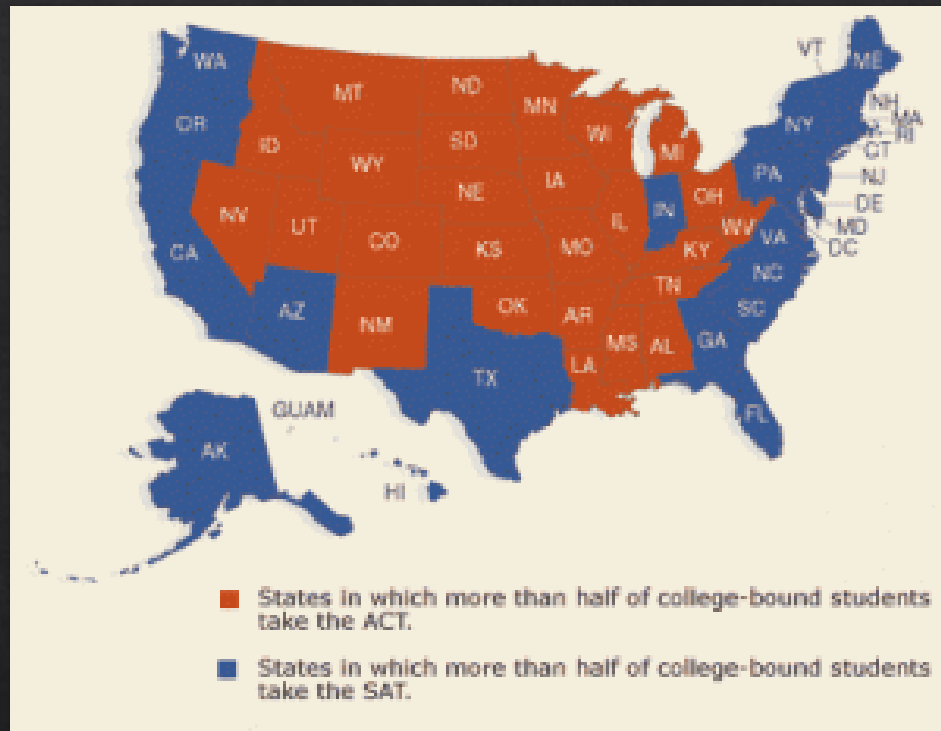 WA
MT
ND
MN
VT
ME
OR
ID
SD
WI
MI
NY
NH
MA
RI
CT
WY
NE
IA
PA
NJ
NV
UT
CO
KS
MO
IL
IN
OH
WV
KY
VA
DE
MD
DC
CA
AZ
NM
OK
AR
TN
NC
SC
MS
AL
GA
LA
TX
FL
GUAM
AK
HI
States in which more than half of college-bound students
take the ACT.
States in which more than half of college-bound students
take the SAT.